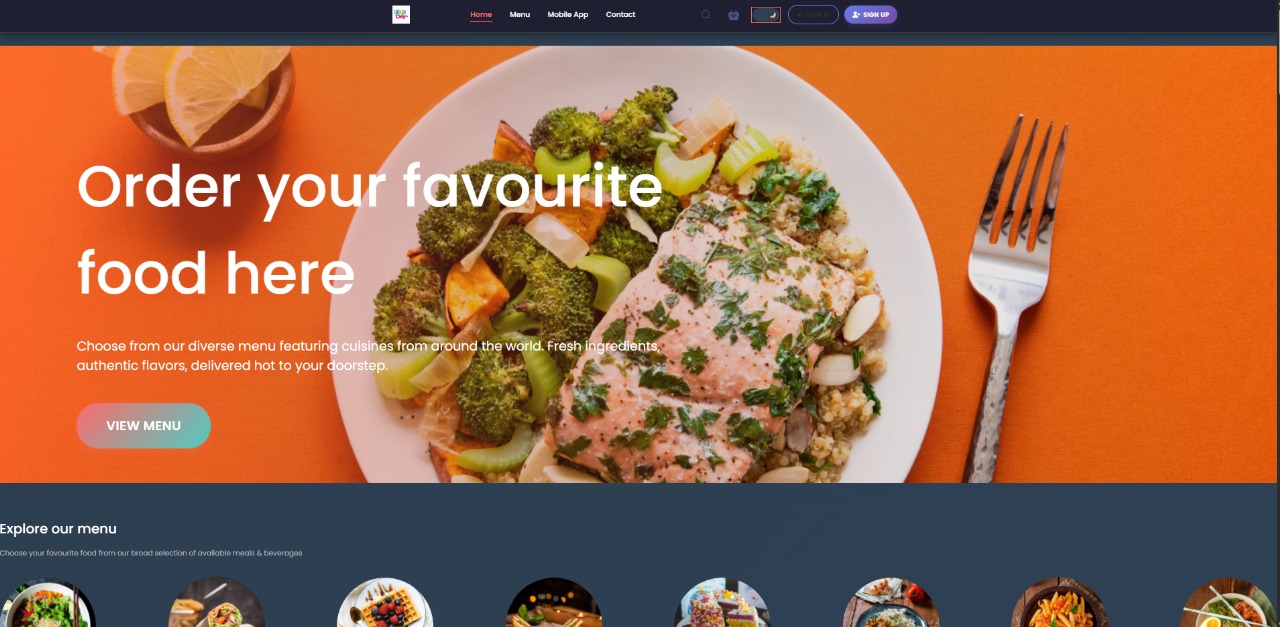 Home
Menu
Mobile App
Contact
SIGN UP
Order your favourite
food here
Choose from our diverse menu featuring cuisines from around the world. Fresh ingredients,
authentic flavors, delivered hot to your doorstep.
VIEW MENU
Explore our menu
Choose your favourite food from our broad selection of available meals & beverages